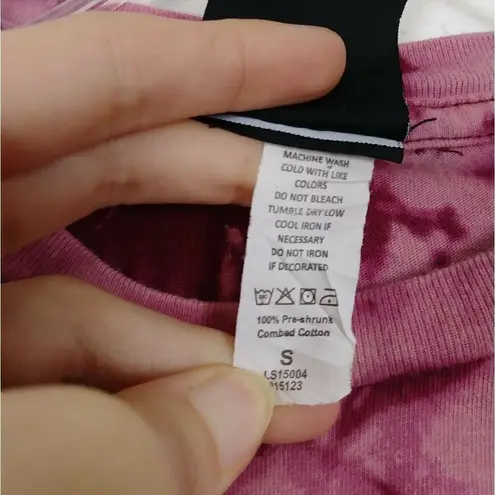 MACHINE WASH
COLD WITH LIKE
COLORS
DO NOT BLEACH
TUMBLE DRY LOW
COOL IRON IF
NECESSARY
DO NOT IRON
IF DECORATED
100% Pre-shrunk
Combed Cotton
S
LS15004
15123